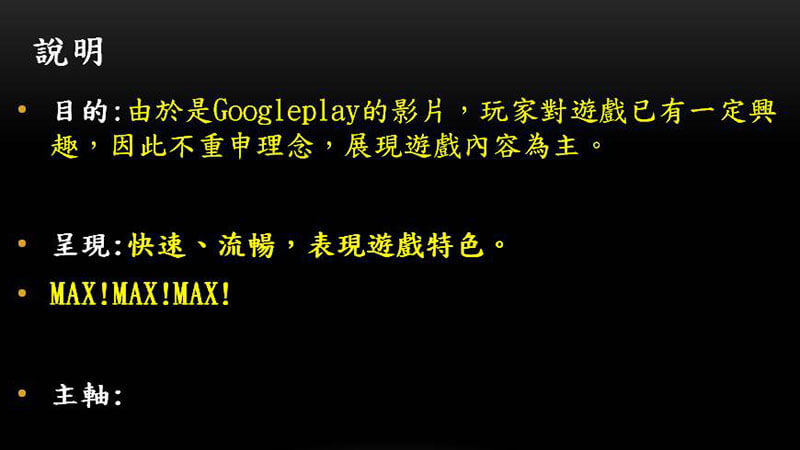 說明
• 目的:由於是Googleplay的影片，玩家對遊戲已有一定興
趣，因此不重申理念，展現遊戲內容為主。
• 呈現:快速、流暢，表現遊戲特色。
• MAX!MAX!MAX!
• 主軸: